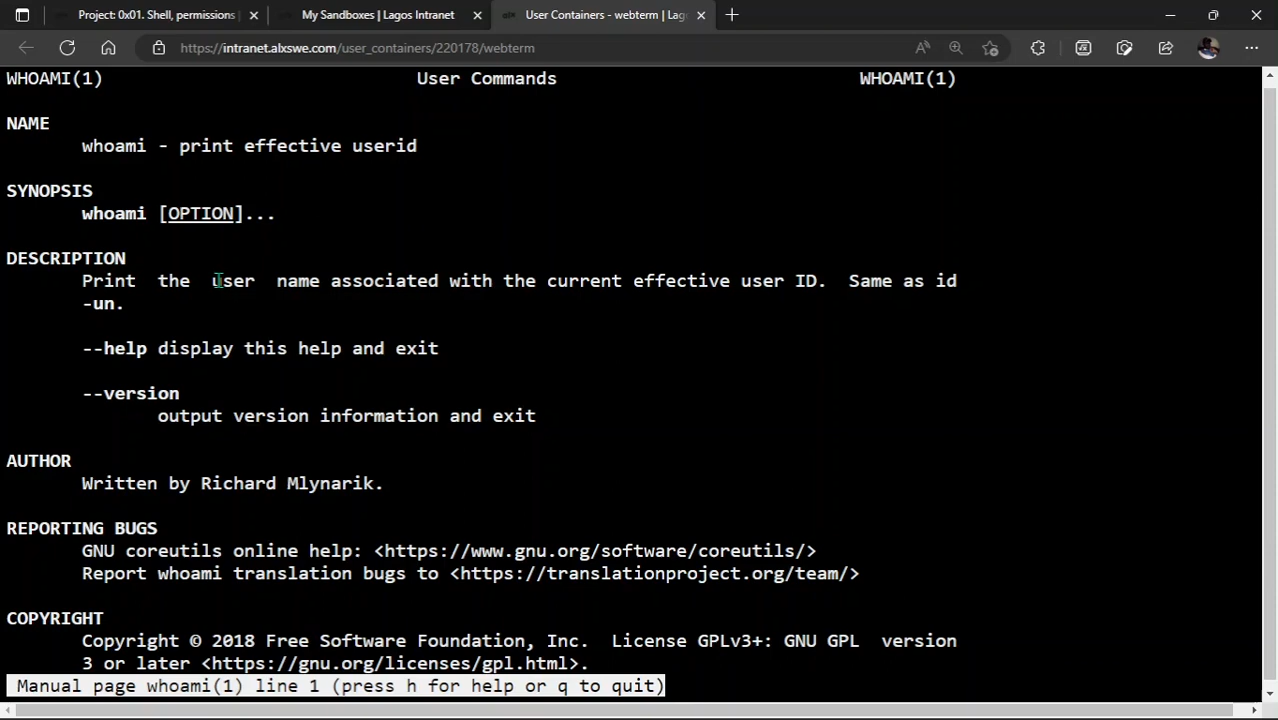 Project: 0x01. Shell, permissions
My Sandboxes | Lagos Intranet
User Containers - webterm | Lag
https://intranet.alxswe.com/user_containers/220178/webterm
WHOAMI(1) User Commands WHOAMI(1)
NAME
whoami - print effective userid
SYNOPSIS
whoami [OPTION]...
DESCRIPTION
Print the user name associated with the current effective user ID. Same as id
-un.
--help display this help and exit
--version
output version information and exit
AUTHOR
Written by Richard Mlynarik.
REPORTING BUGS
GNU coreutils online help: <https://www.gnu.org/software/coreutils/>
Report whoami translation bugs to <https://translationproject.org/team/>
COPYRIGHT
Copyright © 2018 Free Software Foundation, Inc. License GPLv3+: GNU GPL version
3 or later <https://gnu.org/licenses/gpl.html>.
Manual page whoami(1) line 1 (press h for help or q to quit)